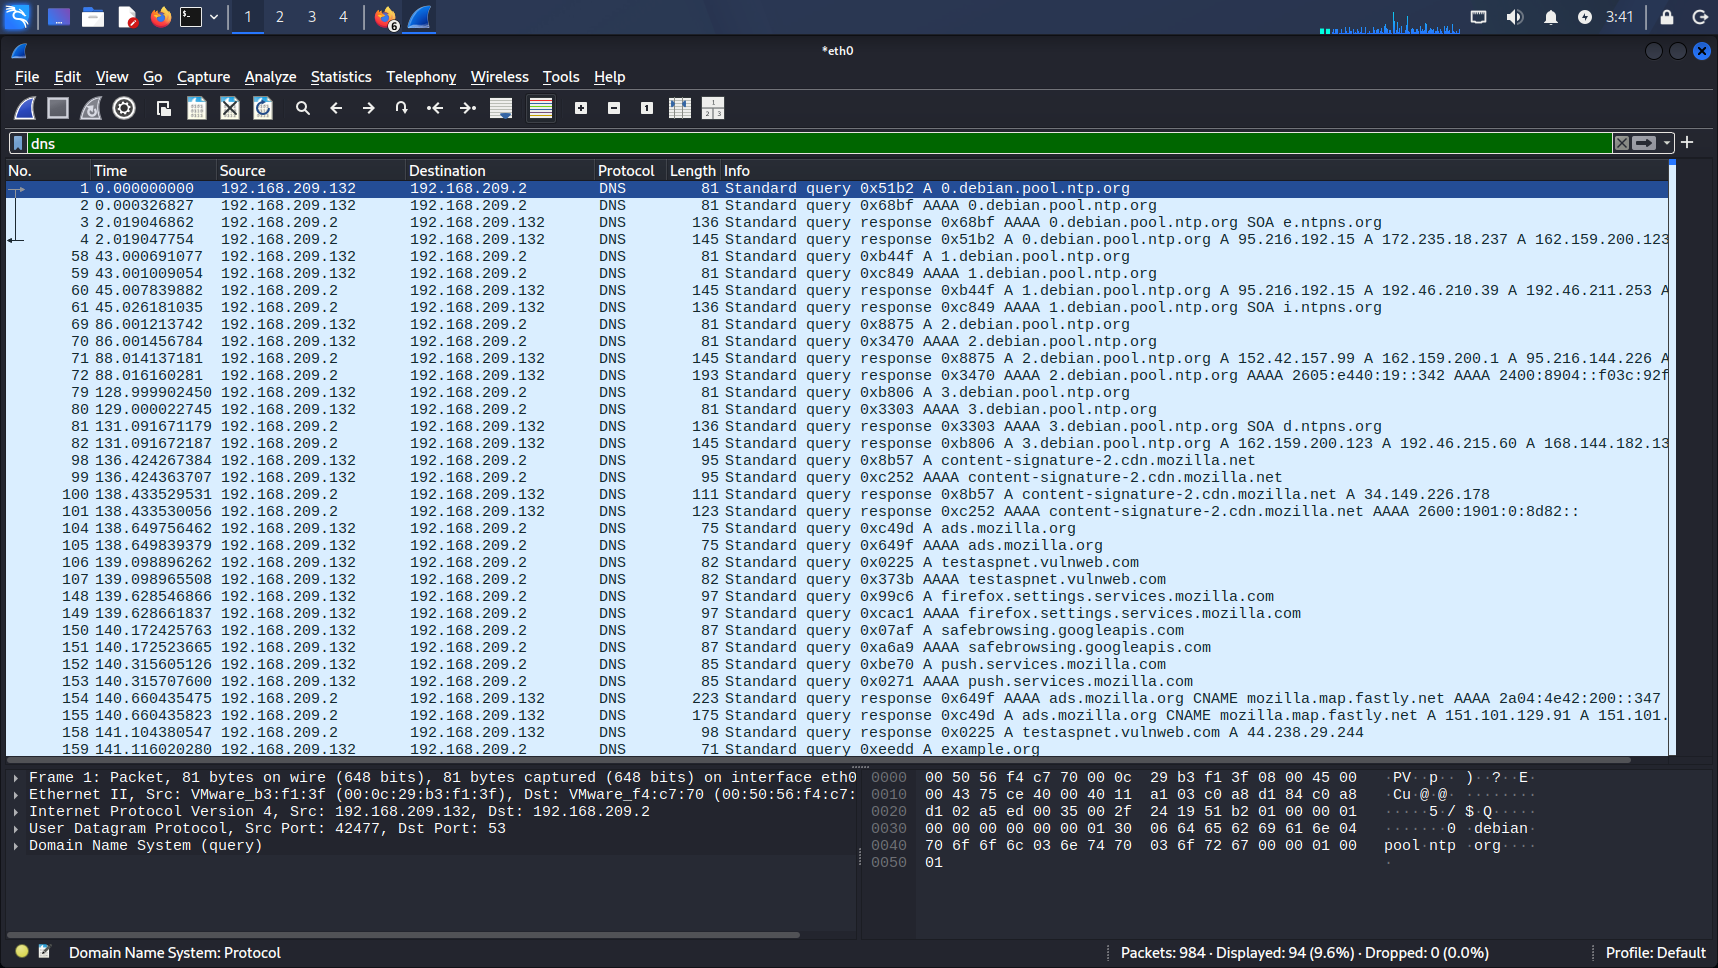 1 2 3 4 6 3:41
*eth0
File Edit View Go Capture Analyze Statistics Telephony Wireless Tools Help
dns
No. Time Source Destination Protocol Length Info
1 0.000000000 192.168.209.132 192.168.209.2 DNS 81 Standard query 0x51b2 A 0.debian.pool.ntp.org
2 0.000326827 192.168.209.132 192.168.209.2 DNS 81 Standard query 0x68bf AAAA 0.debian.pool.ntp.org
3 2.019046862 192.168.209.2 192.168.209.132 DNS 136 Standard query response 0x68bf AAAA 0.debian.pool.ntp.org SOA e.ntpns.org
4 2.019047754 192.168.209.2 192.168.209.132 DNS 145 Standard query response 0x51b2 A 0.debian.pool.ntp.org A 95.216.192.15 A 172.235.18.237 A 162.159.200.123
58 43.000691077 192.168.209.132 192.168.209.2 DNS 81 Standard query 0xb44f A 1.debian.pool.ntp.org
59 43.001009054 192.168.209.132 192.168.209.2 DNS 81 Standard query 0xc849 AAAA 1.debian.pool.ntp.org
60 45.007839882 192.168.209.2 192.168.209.132 DNS 145 Standard query response 0xb44f A 1.debian.pool.ntp.org A 95.216.192.15 A 192.46.210.39 A 192.46.211.253 A
61 45.026181035 192.168.209.2 192.168.209.132 DNS 136 Standard query response 0xc849 AAAA 1.debian.pool.ntp.org SOA i.ntpns.org
69 86.001213742 192.168.209.132 192.168.209.2 DNS 81 Standard query 0x8875 A 2.debian.pool.ntp.org
70 86.001456784 192.168.209.132 192.168.209.2 DNS 81 Standard query 0x3470 AAAA 2.debian.pool.ntp.org
71 88.014137181 192.168.209.2 192.168.209.132 DNS 145 Standard query response 0x8875 A 2.debian.pool.ntp.org A 152.42.157.99 A 162.159.200.1 A 95.216.144.226 A
72 88.016160281 192.168.209.2 192.168.209.132 DNS 193 Standard query response 0x3470 AAAA 2.debian.pool.ntp.org AAAA 2605:e440:19::342 AAAA 2400:8904::f03c:92f
79 128.999902450 192.168.209.132 192.168.209.2 DNS 81 Standard query 0xb806 A 3.debian.pool.ntp.org
80 129.000022745 192.168.209.132 192.168.209.2 DNS 81 Standard query 0x3303 AAAA 3.debian.pool.ntp.org
81 131.091671179 192.168.209.2 192.168.209.132 DNS 136 Standard query response 0x3303 AAAA 3.debian.pool.ntp.org SOA d.ntpns.org
82 131.091672187 192.168.209.2 192.168.209.132 DNS 145 Standard query response 0xb806 A 3.debian.pool.ntp.org A 162.159.200.123 A 192.46.215.60 A 168.144.182.13
98 136.424267384 192.168.209.132 192.168.209.2 DNS 95 Standard query 0x8b57 A content-signature-2.cdn.mozilla.net
99 136.424363707 192.168.209.132 192.168.209.2 DNS 95 Standard query 0xc252 AAAA content-signature-2.cdn.mozilla.net
100 138.433529531 192.168.209.2 192.168.209.132 DNS 111 Standard query response 0x8b57 A content-signature-2.cdn.mozilla.net A 34.149.226.178
101 138.433530056 192.168.209.2 192.168.209.132 DNS 123 Standard query response 0xc252 AAAA content-signature-2.cdn.mozilla.net AAAA 2600:1901:0:8d82::
104 138.649756462 192.168.209.132 192.168.209.2 DNS 75 Standard query 0xc49d A ads.mozilla.org
105 138.649839379 192.168.209.132 192.168.209.2 DNS 75 Standard query 0x649f AAAA ads.mozilla.org
106 139.098896262 192.168.209.132 192.168.209.2 DNS 82 Standard query 0x0225 A testaspnet.vulnweb.com
107 139.098965508 192.168.209.132 192.168.209.2 DNS 82 Standard query 0x373b AAAA testaspnet.vulnweb.com
148 139.628546866 192.168.209.132 192.168.209.2 DNS 97 Standard query 0x99c6 A firefox.settings.services.mozilla.com
149 139.628661837 192.168.209.132 192.168.209.2 DNS 97 Standard query 0xcac1 AAAA firefox.settings.services.mozilla.com
150 140.172425763 192.168.209.132 192.168.209.2 DNS 87 Standard query 0x07af A safebrowsing.googleapis.com
151 140.172523665 192.168.209.132 192.168.209.2 DNS 87 Standard query 0xa6a9 AAAA safebrowsing.googleapis.com
152 140.315605126 192.168.209.132 192.168.209.2 DNS 85 Standard query 0xbe70 A push.services.mozilla.com
153 140.315707600 192.168.209.132 192.168.209.2 DNS 85 Standard query 0x0271 AAAA push.services.mozilla.com
154 140.660435475 192.168.209.2 192.168.209.132 DNS 223 Standard query response 0x649f AAAA ads.mozilla.org CNAME mozilla.map.fastly.net AAAA 2a04:4e42:200::347
155 140.660435823 192.168.209.2 192.168.209.132 DNS 175 Standard query response 0xc49d A ads.mozilla.org CNAME mozilla.map.fastly.net A 151.101.129.91 A 151.101.
158 141.104380547 192.168.209.2 192.168.209.132 DNS 98 Standard query response 0x0225 A testaspnet.vulnweb.com A 44.238.29.244
159 141.116020280 192.168.209.132 192.168.209.2 DNS 71 Standard query 0xeedd A example.org
Frame 1: Packet, 81 bytes on wire (648 bits), 81 bytes captured (648 bits) on interface eth0
Ethernet II, Src: VMware_b3:f1:3f (00:0c:29:b3:f1:3f), Dst: VMware_f4:c7:70 (00:50:56:f4:c7:
Internet Protocol Version 4, Src: 192.168.209.132, Dst: 192.168.209.2
User Datagram Protocol, Src Port: 42477, Dst Port: 53
Domain Name System (query)
0000 00 50 56 f4 c7 70 00 0c 29 b3 f1 3f 08 00 45 00 ·PV··p·· )··?··E·
0010 00 43 75 ce 40 00 40 11 a1 03 c0 a8 d1 84 c0 a8 ·Cu·@·@· ········
0020 d1 02 a5 ed 00 35 00 2f 24 19 51 b2 01 00 00 01 ·····5·/ $·Q·····
0030 00 00 00 00 00 00 01 30 06 64 65 62 69 61 6e 04 ·······0 ·debian·
0040 70 6f 6f 6c 03 6e 74 70 03 6f 72 67 00 00 01 00 pool·ntp ·org····
0050 01 ·
Domain Name System: Protocol Packets: 984 · Displayed: 94 (9.6%) · Dropped: 0 (0.0%) Profile: Default